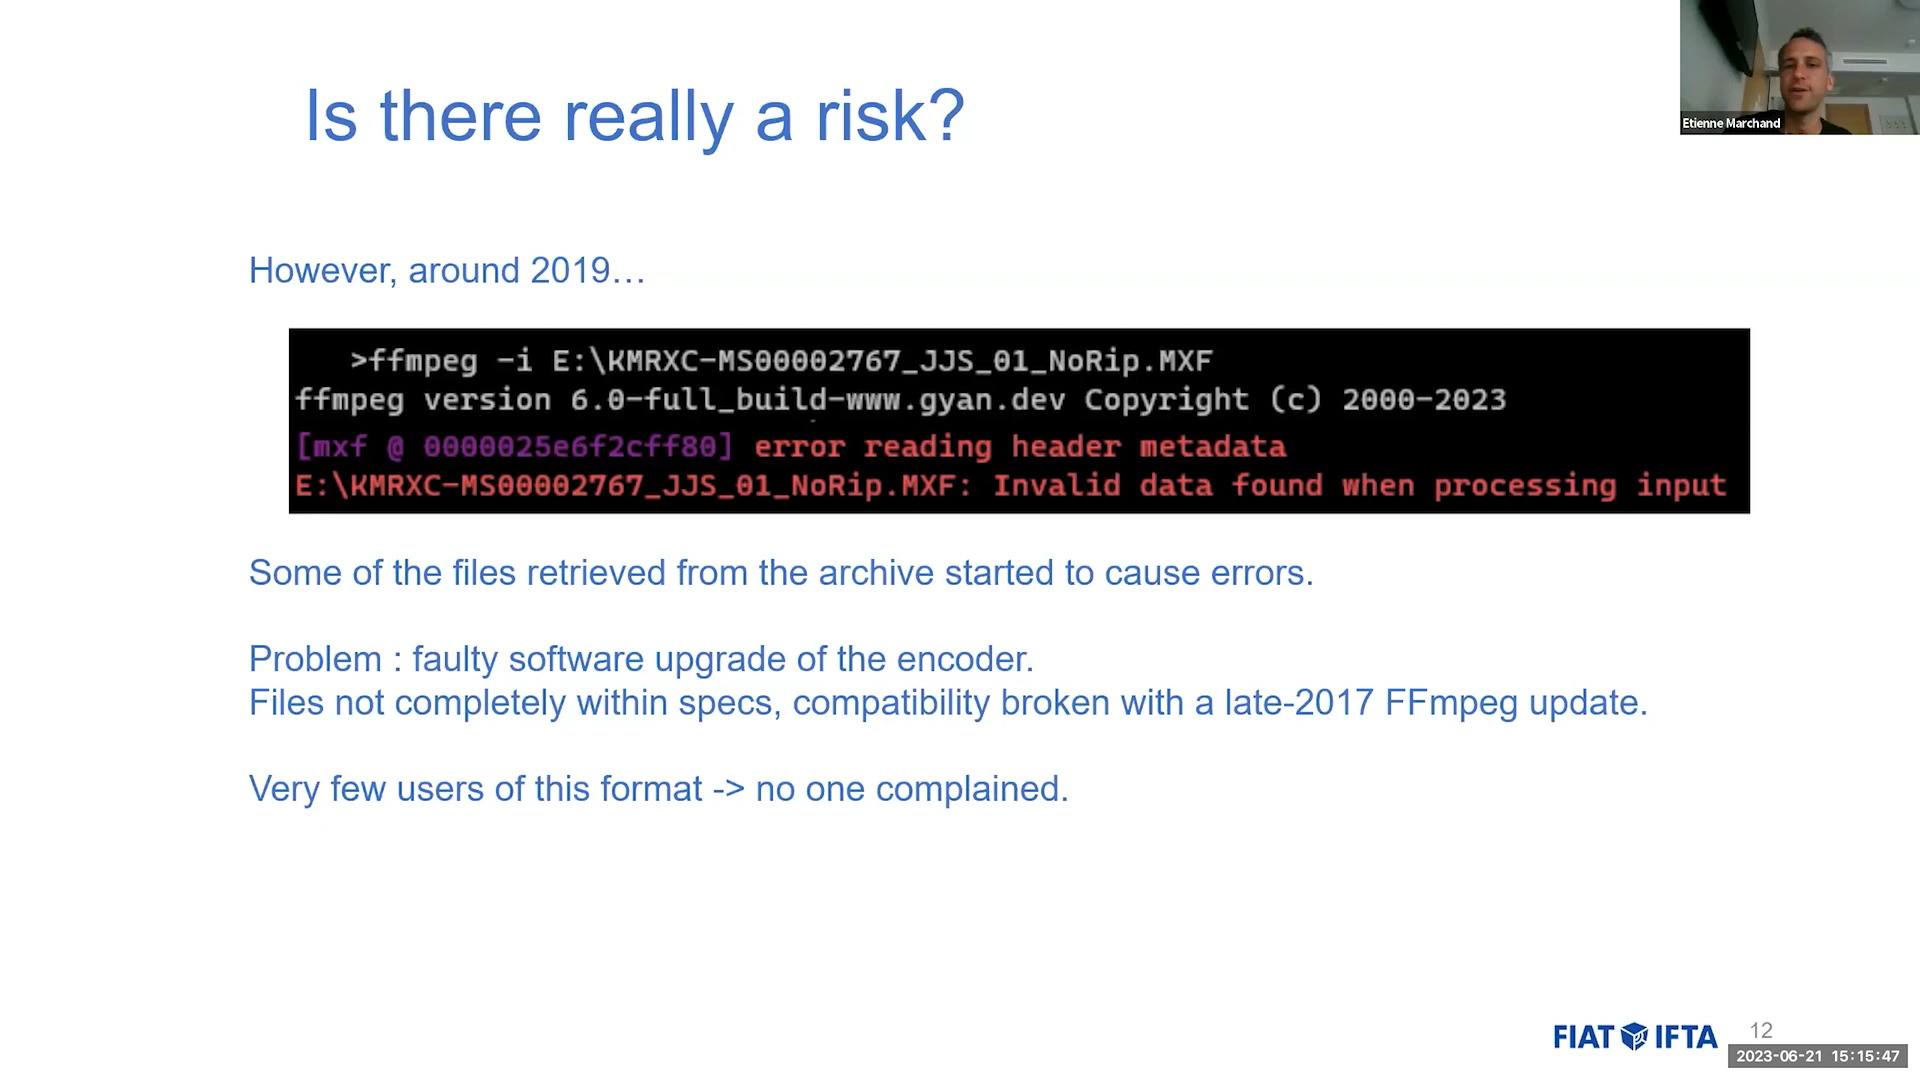 Is there really a risk?
Etienne Marchand
However, around 2019…
>ffmpeg -i E:\KMRXC-MS00002767_JJS_01_NoRip.MXF
ffmpeg version 6.0-full_build-www.gyan.dev Copyright (c) 2000-2023
[mxf @ 0000025e6f2cff80] error reading header metadata
E:\KMRXC-MS00002767_JJS_01_NoRip.MXF: Invalid data found when processing input
Some of the files retrieved from the archive started to cause errors.
Problem : faulty software upgrade of the encoder.
Files not completely within specs, compatibility broken with a late-2017 FFmpeg update.
Very few users of this format -> no one complained.
FIAT IFTA
12
2023-06-21 15:15:47